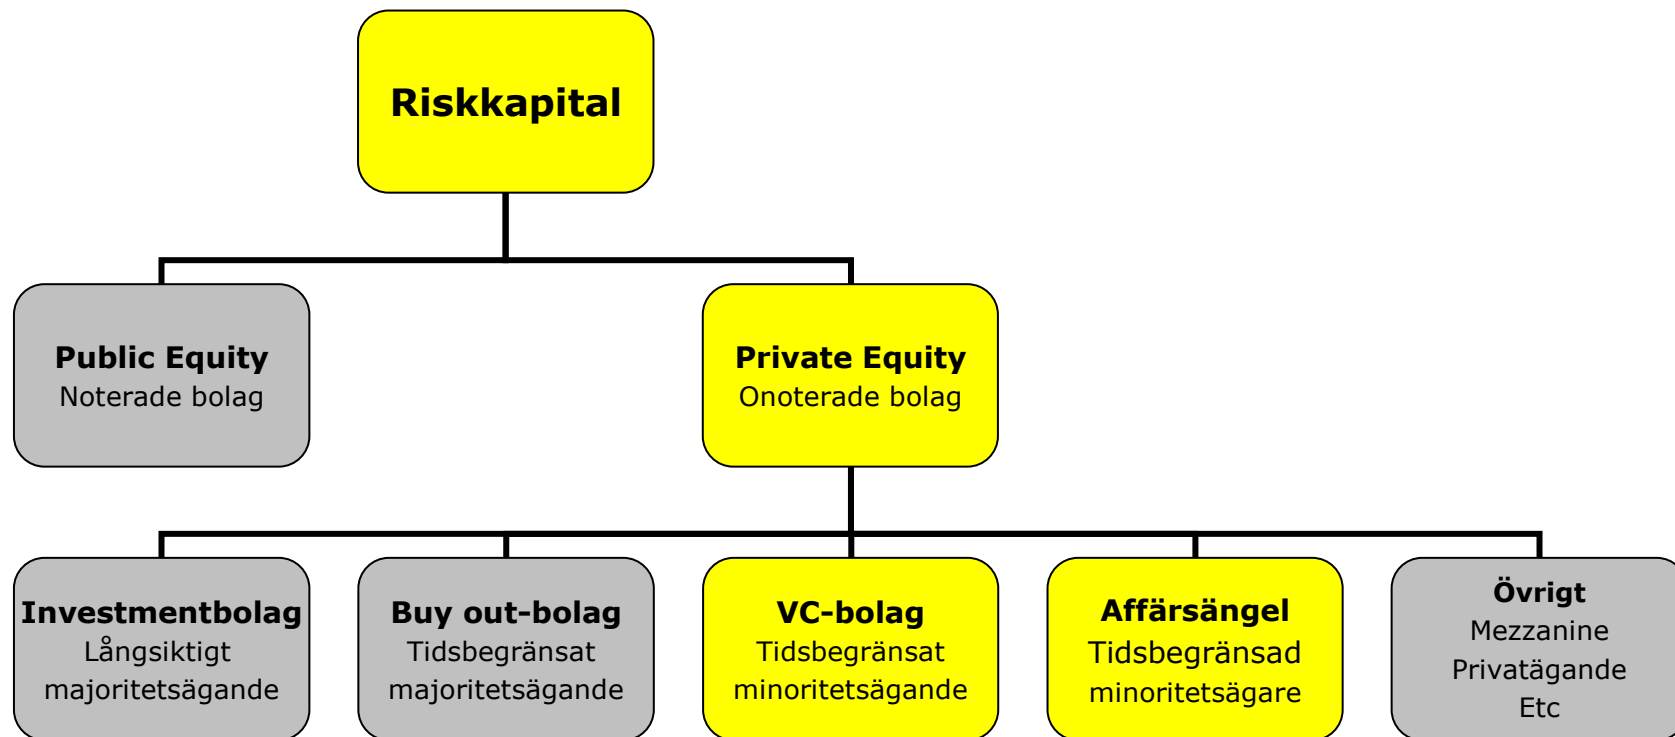 Riskkapital
Public Equity
Noterade bolag
Private Equity
Onoterade bolag
Investmentbolag
Långsiktigt
majoritetsägande
Buy out-bolag
Tidsbegränsat
majoritetsägande
VC-bolag
Tidsbegränsat
minoritetsägande
Affärsängel
Tidsbegränsad
minoritetsägare
Övrigt
Mezzanine
Privatägande
Etc